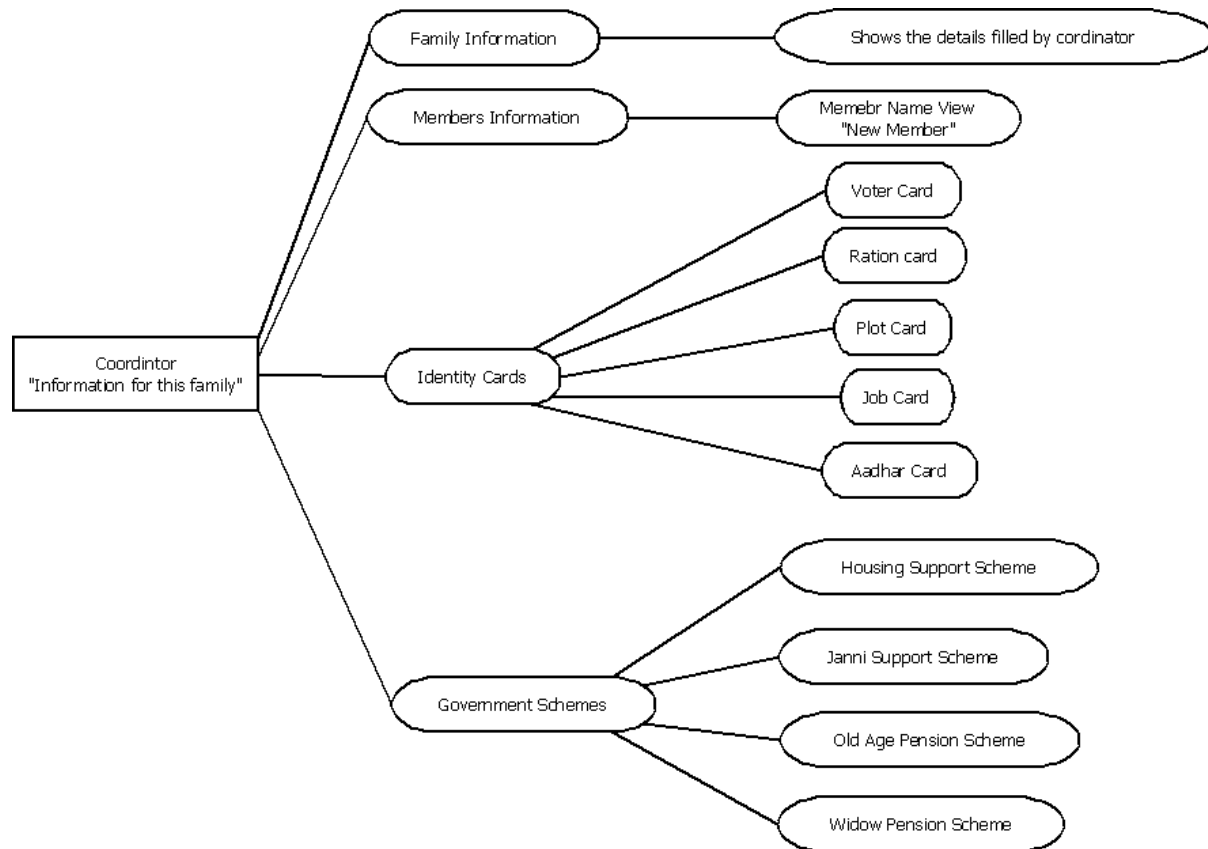 Family Information
Shows the details filled by cordinator
Members Information
Memebr Name View
"New Member"
Voter Card
Ration card
Plot Card
Coordintor
"Information for this family"
Identity Cards
Job Card
Aadhar Card
Housing Support Scheme
Janni Support Scheme
Government Schemes
Old Age Pension Scheme
Widow Pension Scheme